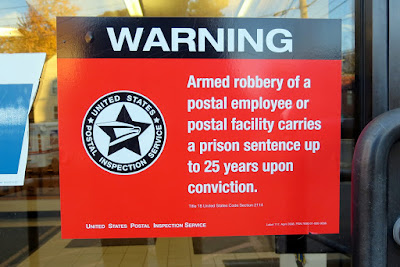 WARNING
Armed robbery of a
postal employee or
postal facility carries
a prison sentence up
to 25 years upon
conviction.
Title 18 United States Code Section 2114
UNITED STATES
POSTAL INSPECTION SERVICE
UNITED STATES POSTAL INSPECTION SERVICE